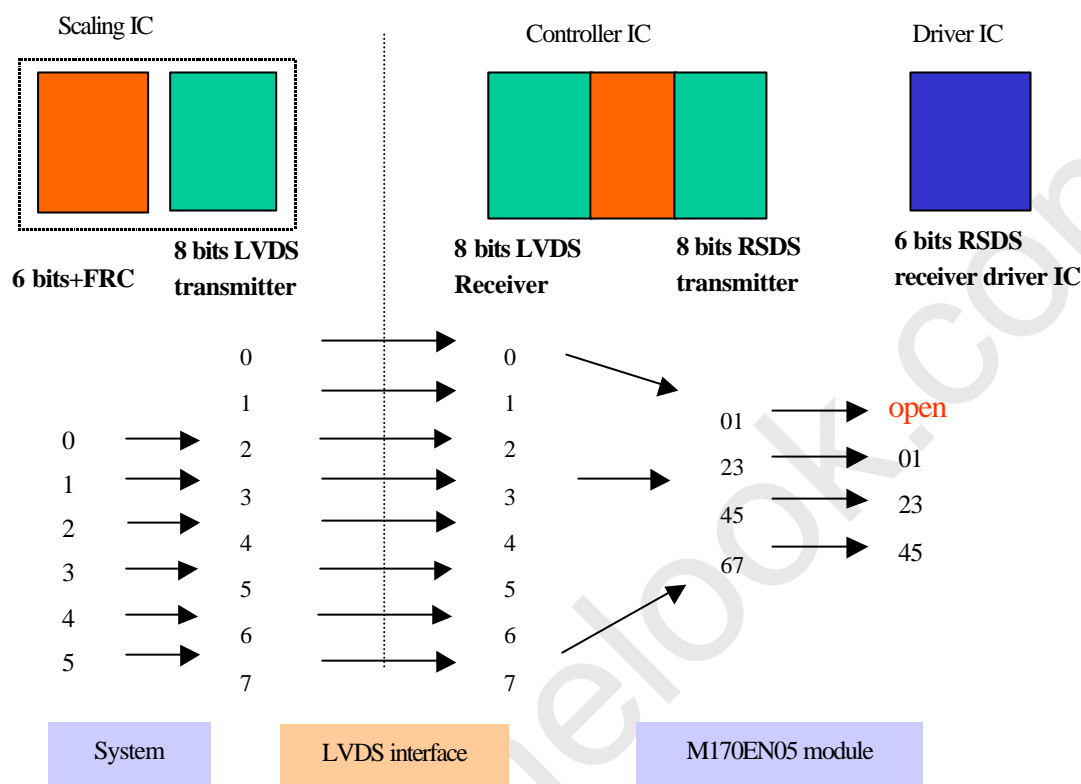 Scaling IC
Controller IC
Driver IC
6 bits+FRC
8 bits LVDS
transmitter
8 bits LVDS
Receiver
8 bits RSDS
transmitter
6 bits RSDS
receiver driver IC
0
1
2
3
4
5
0
1
2
3
4
5
6
7
0
1
2
3
4
5
6
7
01
23
45
67
open
01
23
45
System
LVDS interface
M170EN05 module
nelook.com